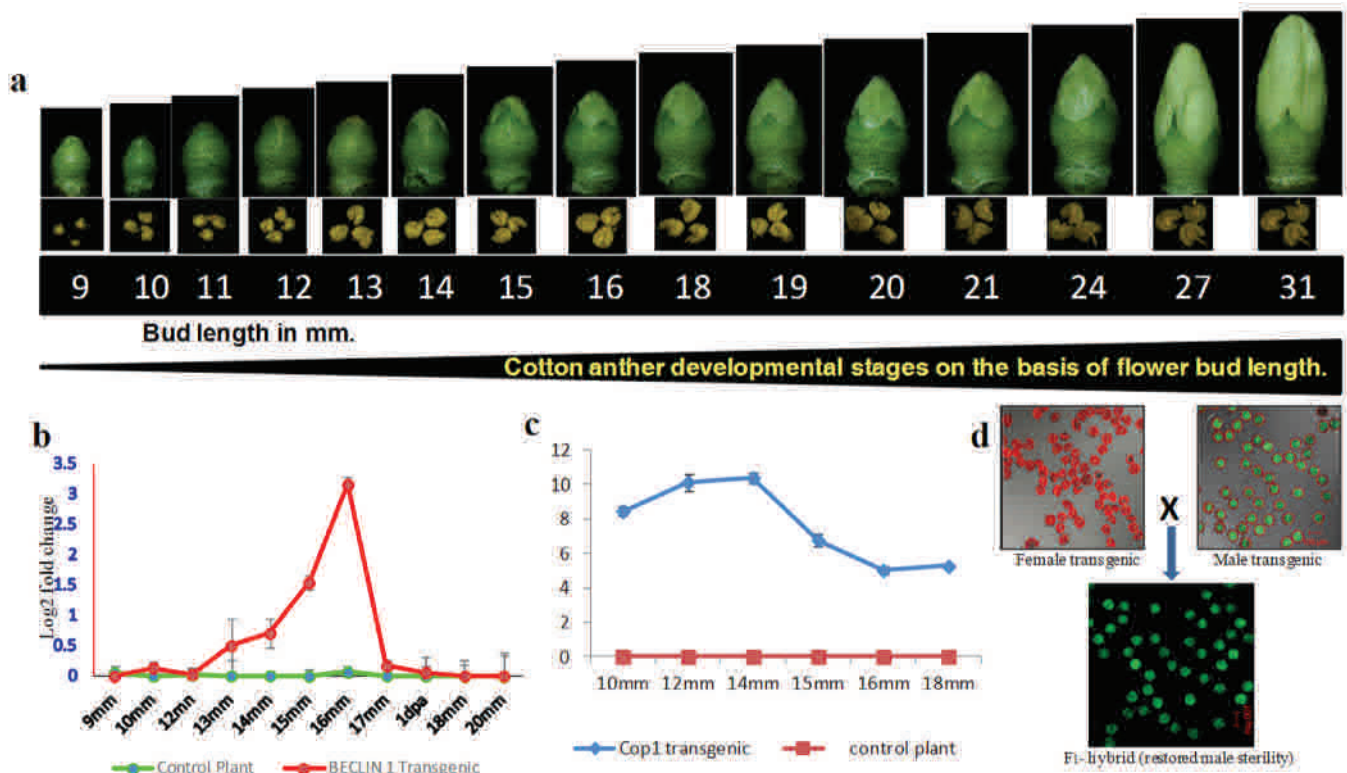 a
9 10 11 12 13 14 15 16 18 19 20 21 24 27 31
Bud length in mm.
Cotton anther developmental stages on the basis of flower bud length.
b
Log2 fold change
3.5
3
2.5
2
1.5
1
0.5
0
9mm 10mm 12mm 13mm 14mm 15mm 16mm 17mm 1dpa 18mm 20mm
Control Plant BECLIN 1 Transgenic
c
12
10
8
6
4
2
0
10mm 12mm 14mm 15mm 16mm 18mm
Cop1 transgenic control plant
d
X
Female transgenic Male transgenic
F1- hybrid (restored male sterility)